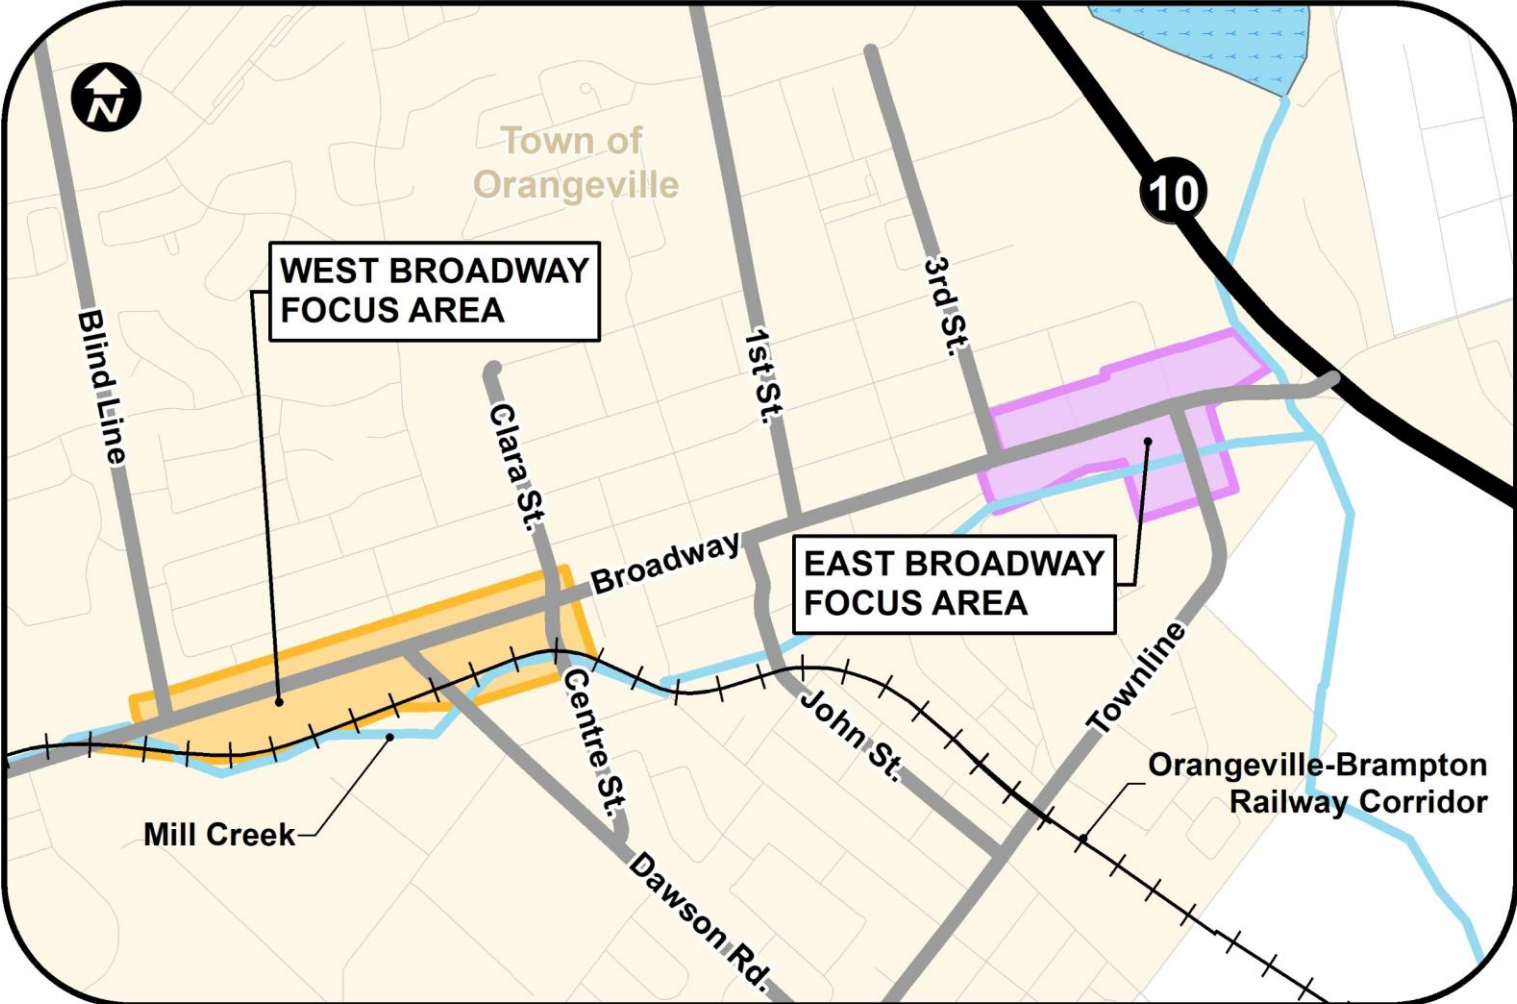 N
Town of
Orangeville
10
WEST BROADWAY
FOCUS AREA
Blind Line
3rd St.
1st St.
Clara St.
Broadway
EAST BROADWAY
FOCUS AREA
Centre St.
John St.
Townline
Orangeville-Brampton
Railway Corridor
Mill Creek
Dawson Rd.